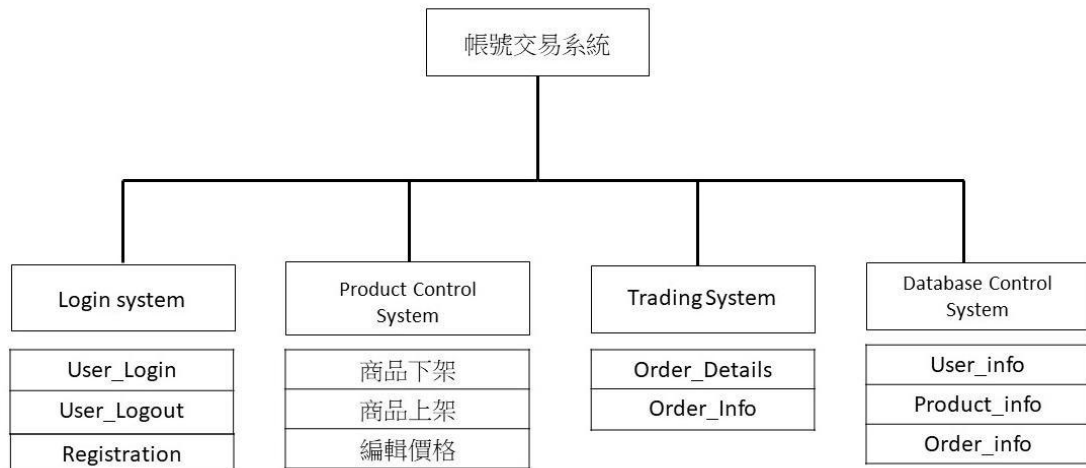 帳號交易系統
Login system
User_Login
User_Logout
Registration
Product Control
System
商品下架
商品上架
編輯價格
Trading System
Order_Details
Order_Info
Database Control
System
User_info
Product_info
Order_info